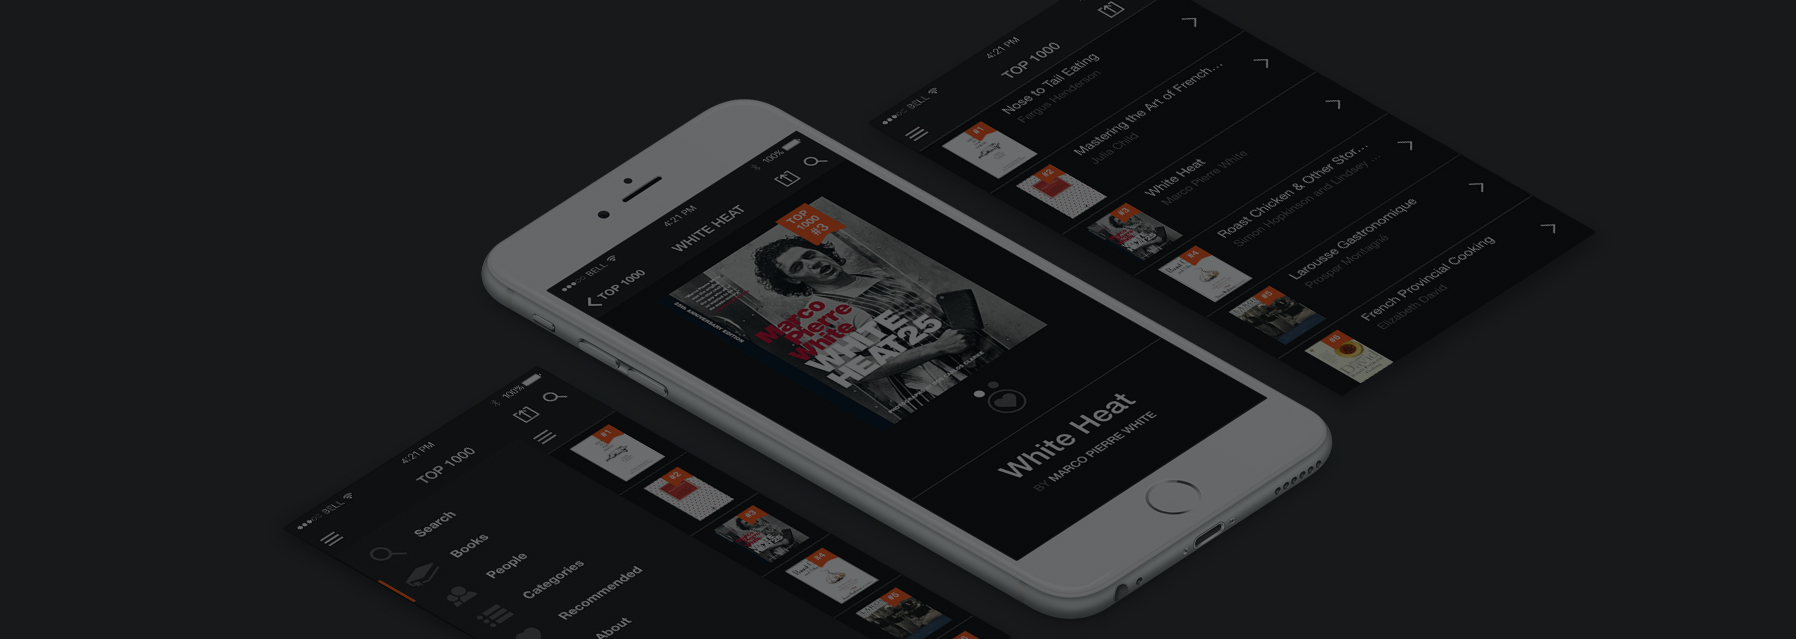 4:21 PM
BELL
TOP 1000
#1
Nose to Tail Eating
Fergus Henderson
#2
Mastering the Art of French...
Julia Child
#3
White Heat
Marco Pierre White
#4
Roast Chicken & Other Stor...
Simon Hopkinson and Lindsey ...
#5
Larousse Gastronomique
Prosper Montagné
#6
French Provincial Cooking
Elizabeth David
BELL
4:21 PM
100%
TOP 1000
WHITE HEAT
TOP
1000
#3
25TH ANNIVERSARY EDITION
Marco
Pierre
White
WHITE
HEAT25
White Heat
BY MARCO PIERRE WHITE
BELL
4:21 PM
100%
TOP 1000
Search
Books
People
Categories
Recommended
About
#1
#2
#3
#4
#5